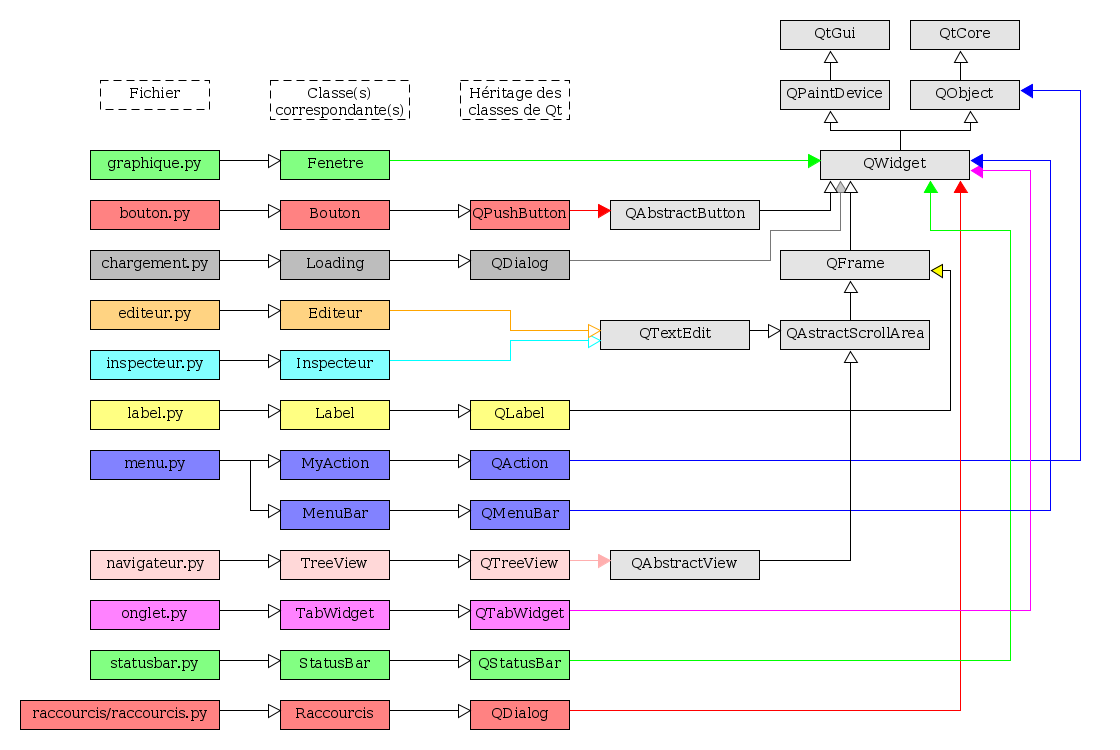 QtGui
QtCore
Fichier
Classe(s)
correspondante(s)
Héritage des
classes de Qt
QPaintDevice
QObject
graphique.py
Fenetre
QWidget
bouton.py
Bouton
QPushButton
QAbstractButton
chargement.py
Loading
QDialog
QFrame
editeur.py
Editeur
QTextEdit
QAstractScrollArea
inspecteur.py
Inspecteur
label.py
Label
QLabel
menu.py
MyAction
QAction
MenuBar
QMenuBar
navigateur.py
TreeView
QTreeView
QAbstractView
onglet.py
TabWidget
QTabWidget
statusbar.py
StatusBar
QStatusBar
raccourcis/raccourcis.py
Raccourcis
QDialog